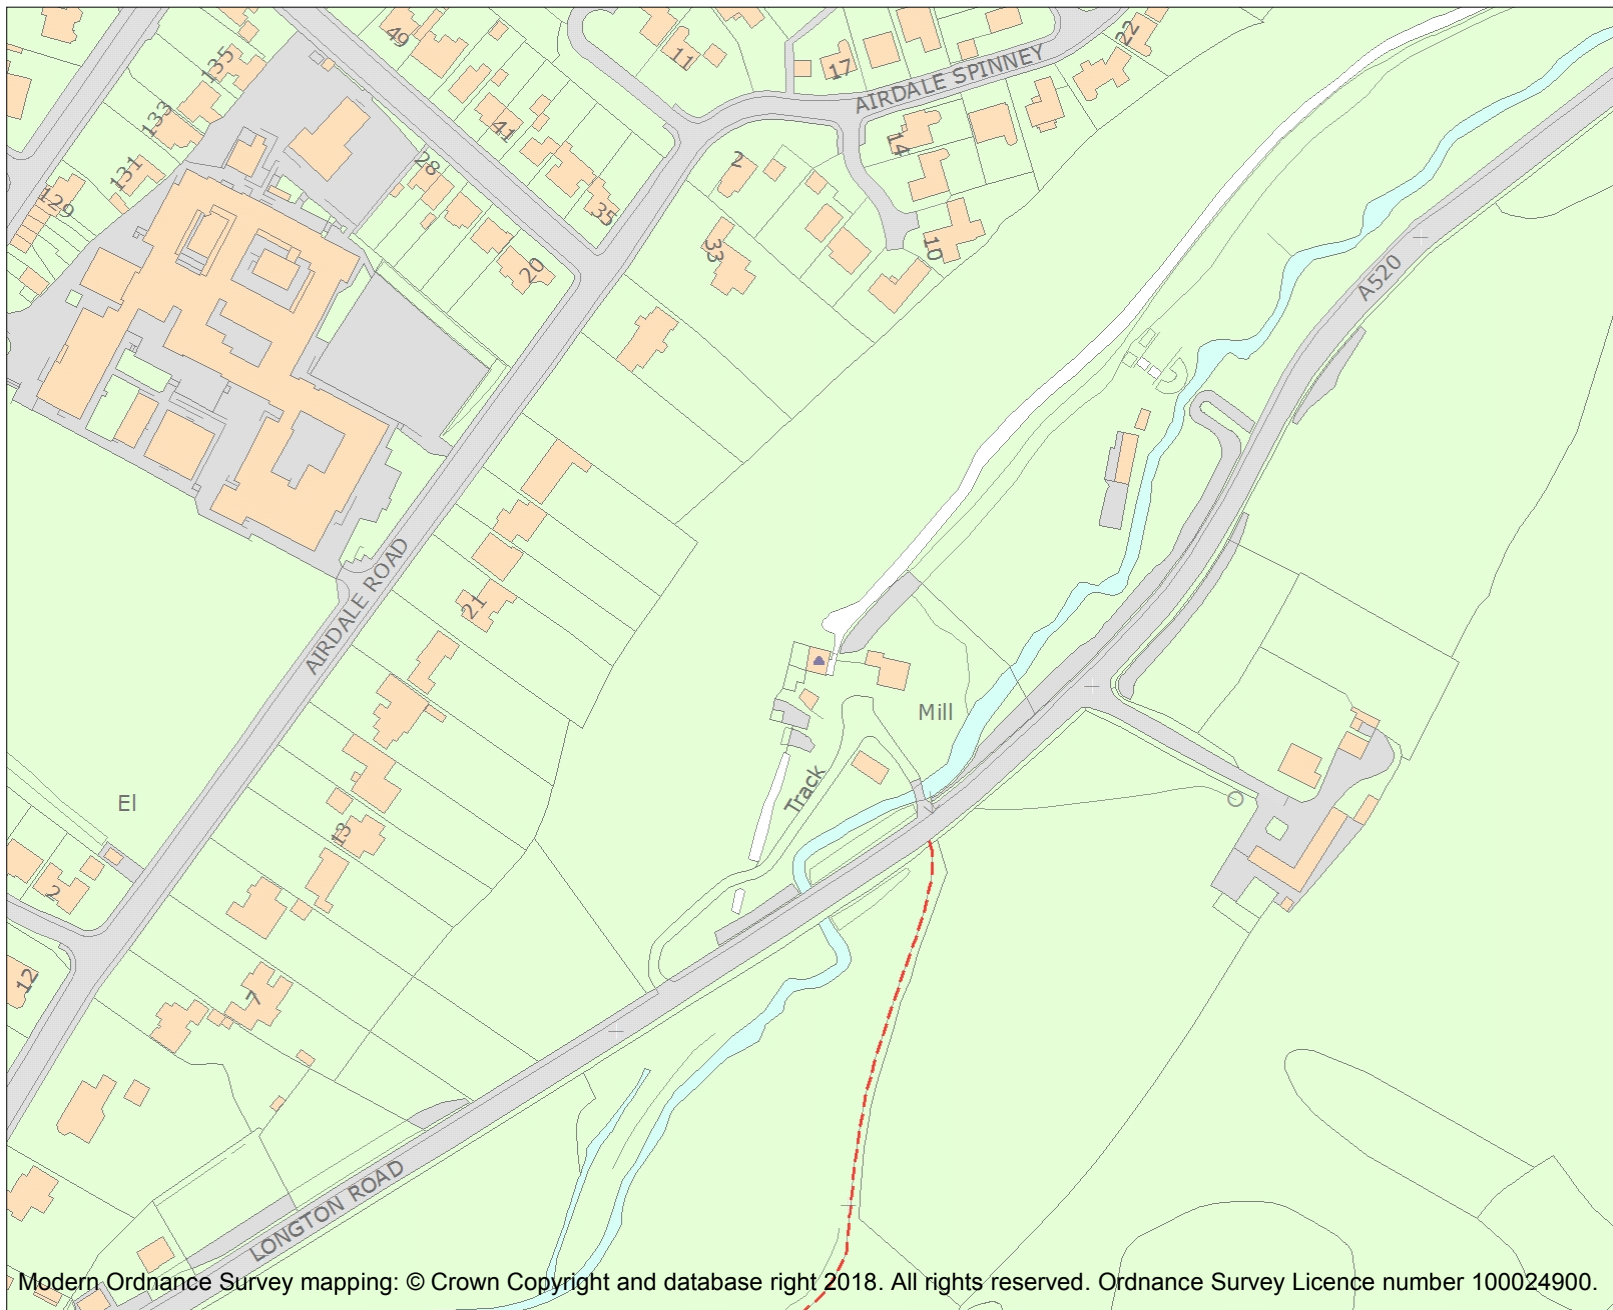 49
11
17
22
AIRDALE SPINNEY
135
133
41
14
131
28
2
129
35
33
10
20
A520
AIRDALE ROAD
21
Mill
Track
El
13
2
12
7
LONGTON ROAD
Modern Ordnance Survey mapping: © Crown Copyright and database right 2018. All rights reserved. Ordnance Survey Licence number 100024900.